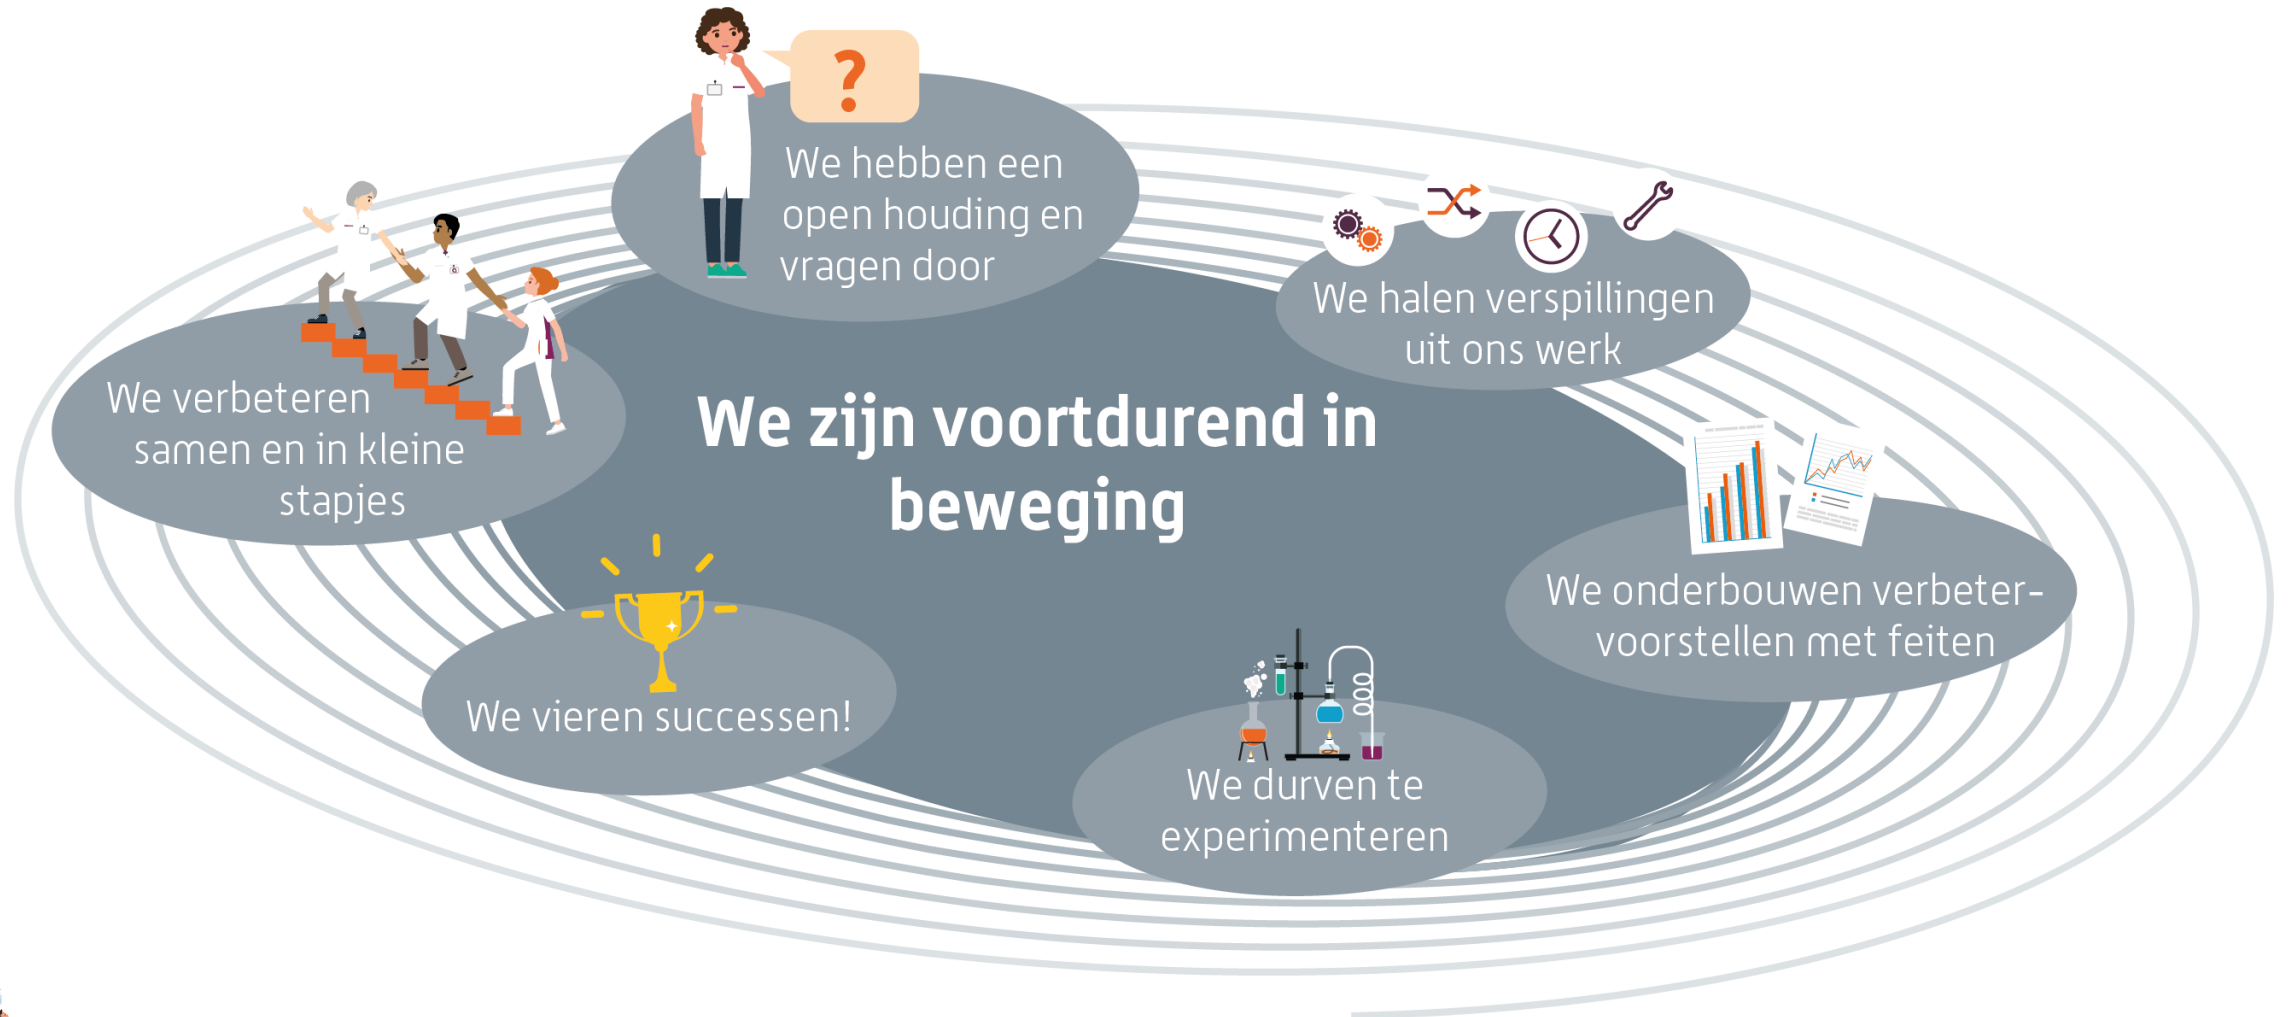 ?
We hebben een
open houding en
vragen door
We halen verspillingen
uit ons werk
We verbeteren
samen en in kleine
stapjes
We zijn voortdurend in
beweging
We onderbouwen verbeter-
voorstellen met feiten
We vieren successen!
We durven te
experimenteren